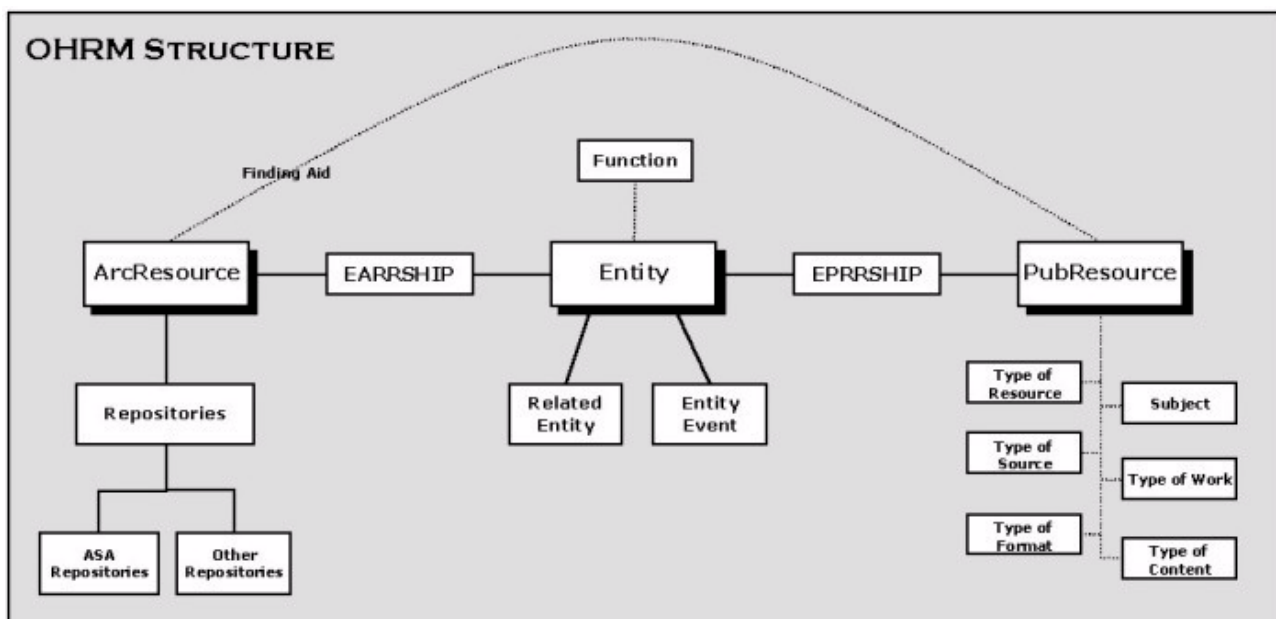 OHRM STRUCTURE
Finding Aid
Function
ArcResource
EARRSHIP
Entity
EPRRSHIP
PubResource
Repositories
Related
Entity
Entity
Event
Type of
Resource
Subject
Type of
Source
Type of Work
Type of
Format
Type of
Content
ASA
Repositories
Other
Repositories